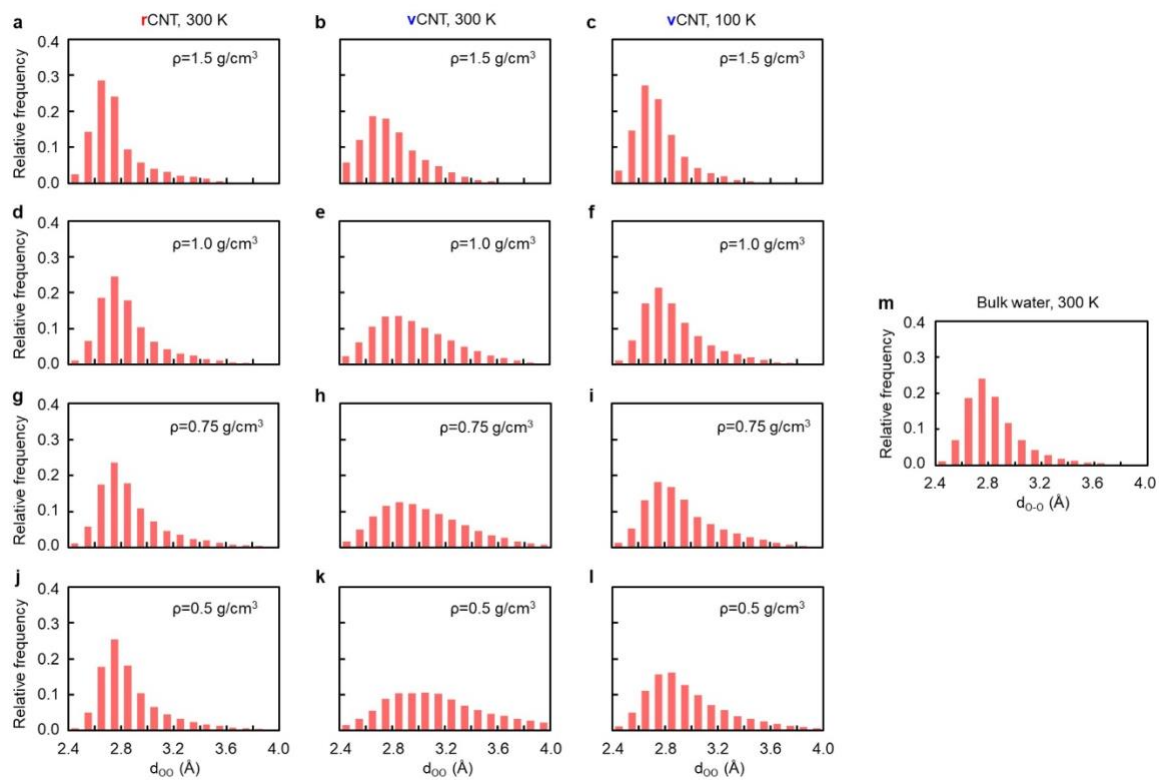 a rCNT, 300 K b vCNT, 300 K c vCNT, 100 K
0.4
0.3
0.2
0.1
0.0
Relative frequency
ρ=1.5 g/cm³
ρ=1.5 g/cm³
ρ=1.5 g/cm³
d e f
0.4
0.3
0.2
0.1
0.0
Relative frequency
ρ=1.0 g/cm³
ρ=1.0 g/cm³
ρ=1.0 g/cm³
g h i
0.4
0.3
0.2
0.1
0.0
Relative frequency
ρ=0.75 g/cm³
ρ=0.75 g/cm³
ρ=0.75 g/cm³
j k l
0.4
0.3
0.2
0.1
0.0
Relative frequency
ρ=0.5 g/cm³
ρ=0.5 g/cm³
ρ=0.5 g/cm³
2.4 2.8 3.2 3.6 4.0
2.4 2.8 3.2 3.6 4.0
2.4 2.8 3.2 3.6 4.0
dOO (Å)
dOO (Å)
dOO (Å)
m Bulk water, 300 K
0.4
0.3
0.2
0.1
0.0
Relative frequency
2.4 2.8 3.2 3.6 4.0
dO-O (Å)